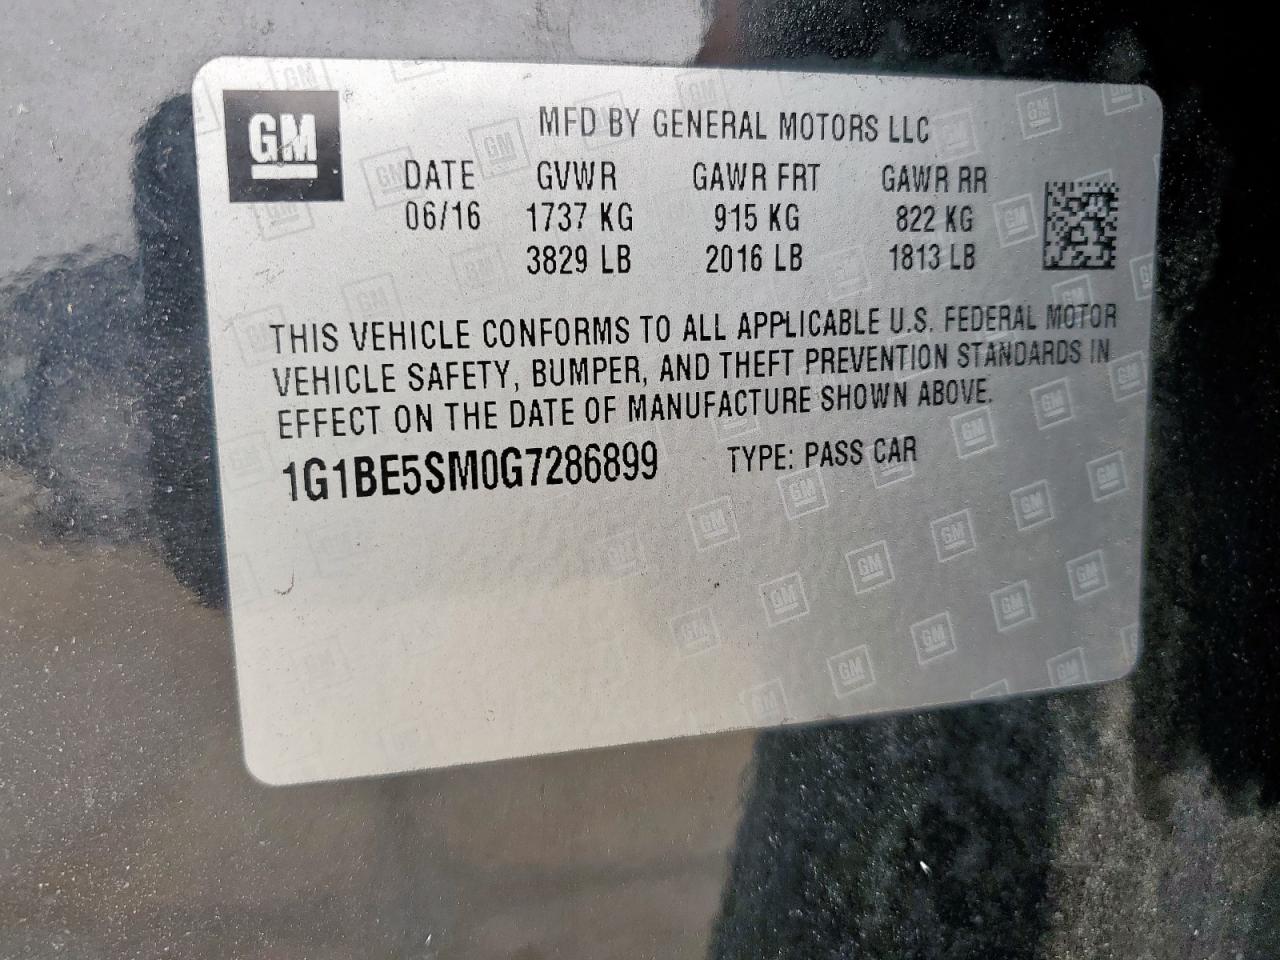 GM
MFD BY GENERAL MOTORS LLC
DATE GVWR GAWR FRT GAWR RR
06/16 1737 KG 915 KG 822 KG
3829 LB 2016 LB 1813 LB
THIS VEHICLE CONFORMS TO ALL APPLICABLE U.S. FEDERAL MOTOR
VEHICLE SAFETY, BUMPER, AND THEFT PREVENTION STANDARDS IN
EFFECT ON THE DATE OF MANUFACTURE SHOWN ABOVE.
1G1BE5SM0G7286899 TYPE: PASS CAR